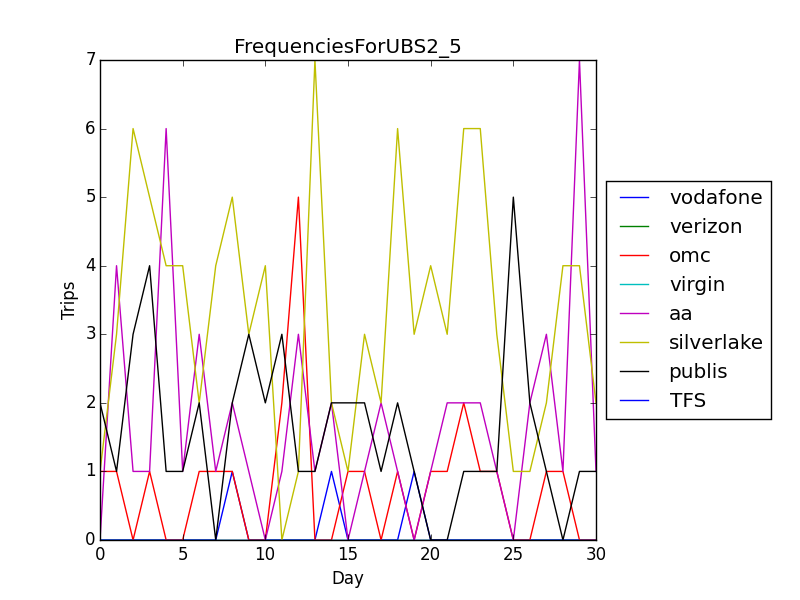 FrequenciesForUBS2_5
7
6
5
4
3
2
1
0
Trips
0 5 10 15 20 25 30
Day
vodafone
verizon
omc
virgin
aa
silverlake
publis
TFS